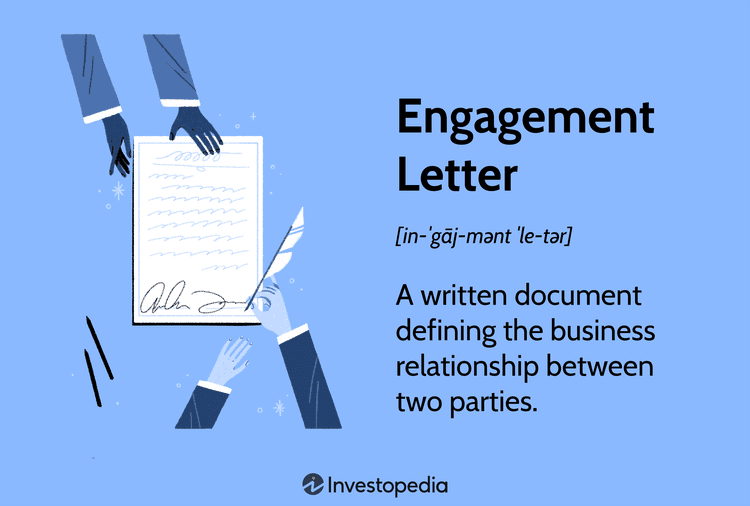 Engagement
Letter
[in-ˈgāj-mənt ˈle-tər]
A written document
defining the business
relationship between
two parties.
Investopedia